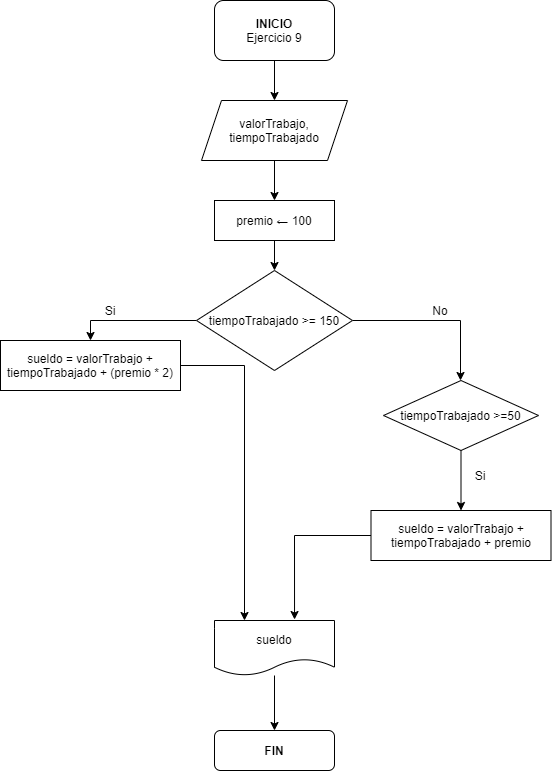 INICIO
Ejercicio 9
valorTrabajo,
tiempoTrabajado
premio ← 100
tiempoTrabajado >= 150
Si
No
sueldo = valorTrabajo +
tiempoTrabajado + (premio * 2)
tiempoTrabajado >=50
Si
sueldo = valorTrabajo +
tiempoTrabajado + premio
sueldo
FIN